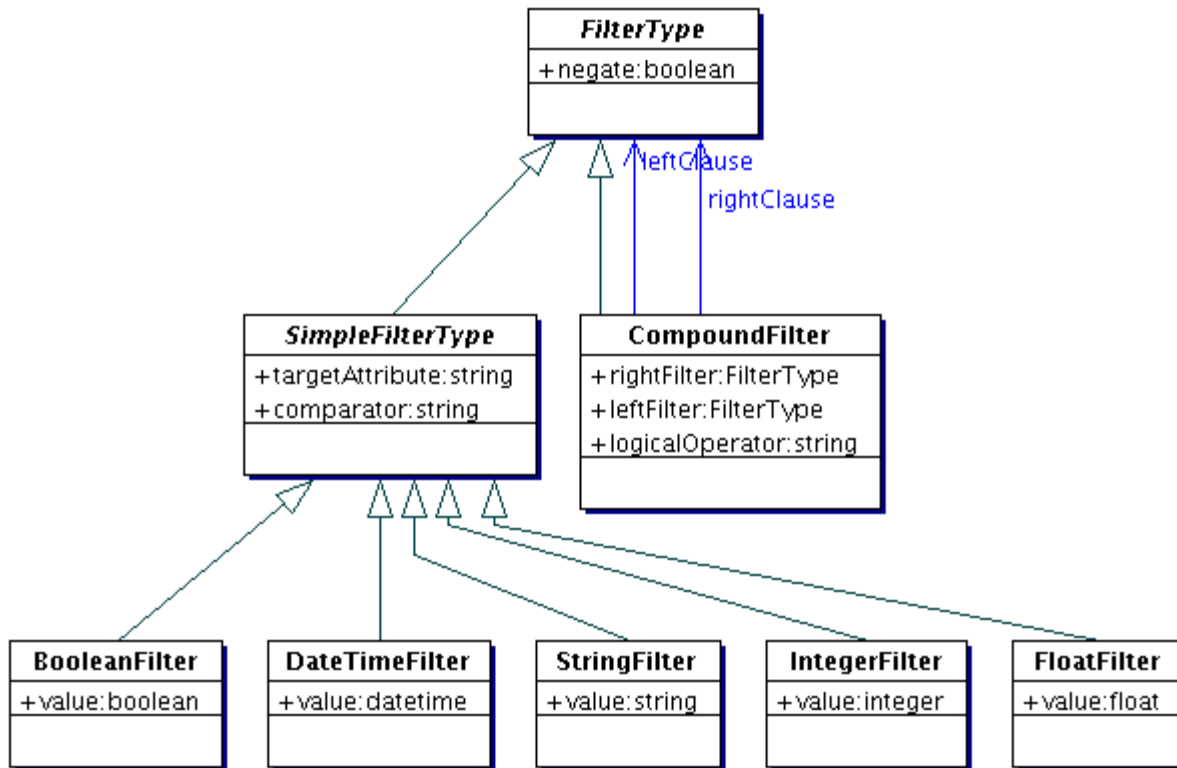 FilterType
+negate:boolean
leftClause
rightClause
SimpleFilterType
+targetAttribute:string
+comparator:string
CompoundFilter
+rightFilter:FilterType
+leftFilter:FilterType
+logicalOperator:string
BooleanFilter
+value:boolean
DateTimeFilter
+value:datetime
StringFilter
+value:string
IntegerFilter
+value:integer
FloatFilter
+value:float